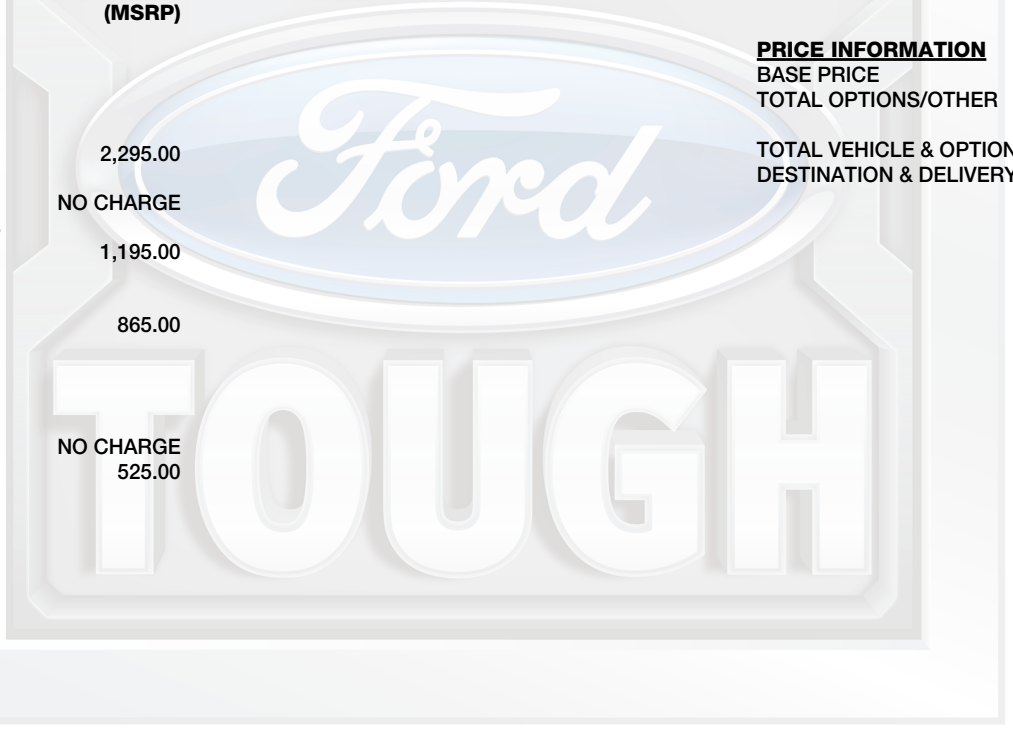 (MSRP)
2,295.00
NO CHARGE
1,195.00
865.00
NO CHARGE
525.00
PRICE INFORMATION
BASE PRICE
TOTAL OPTIONS/OTHER
TOTAL VEHICLE & OPTION
DESTINATION & DELIVERY
Ford
TOUGH